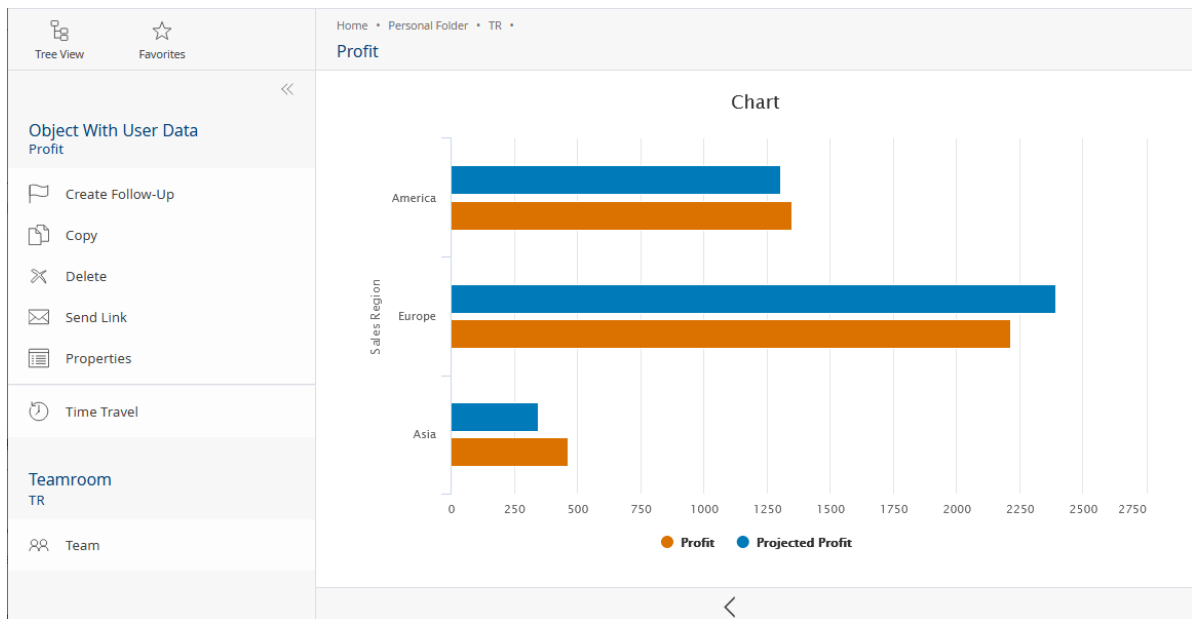 Tree View
Favorites
Home • Personal Folder • TR •
Profit
Object With User Data
Profit
Create Follow-Up
Copy
Delete
Send Link
Properties
Time Travel
Teamroom
TR
Team
Chart
Sales Region
America
Europe
Asia
0 250 500 750 1000 1250 1500 1750 2000 2250 2500 2750
Profit Projected Profit